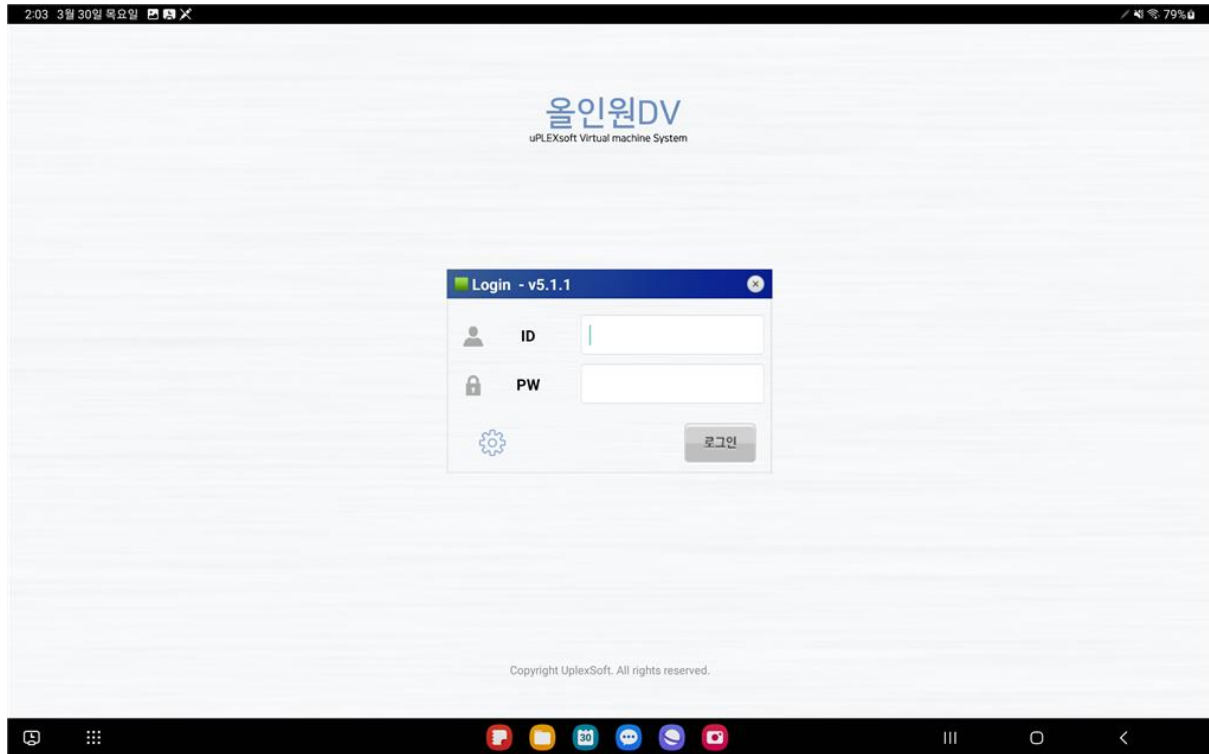 2:03 3월 30일 목요일
79%
올인원DV
uPLEXsoft Virtual machine System
Login - v5.1.1
ID
PW
로그인
Copyright UplexSoft. All rights reserved.
30